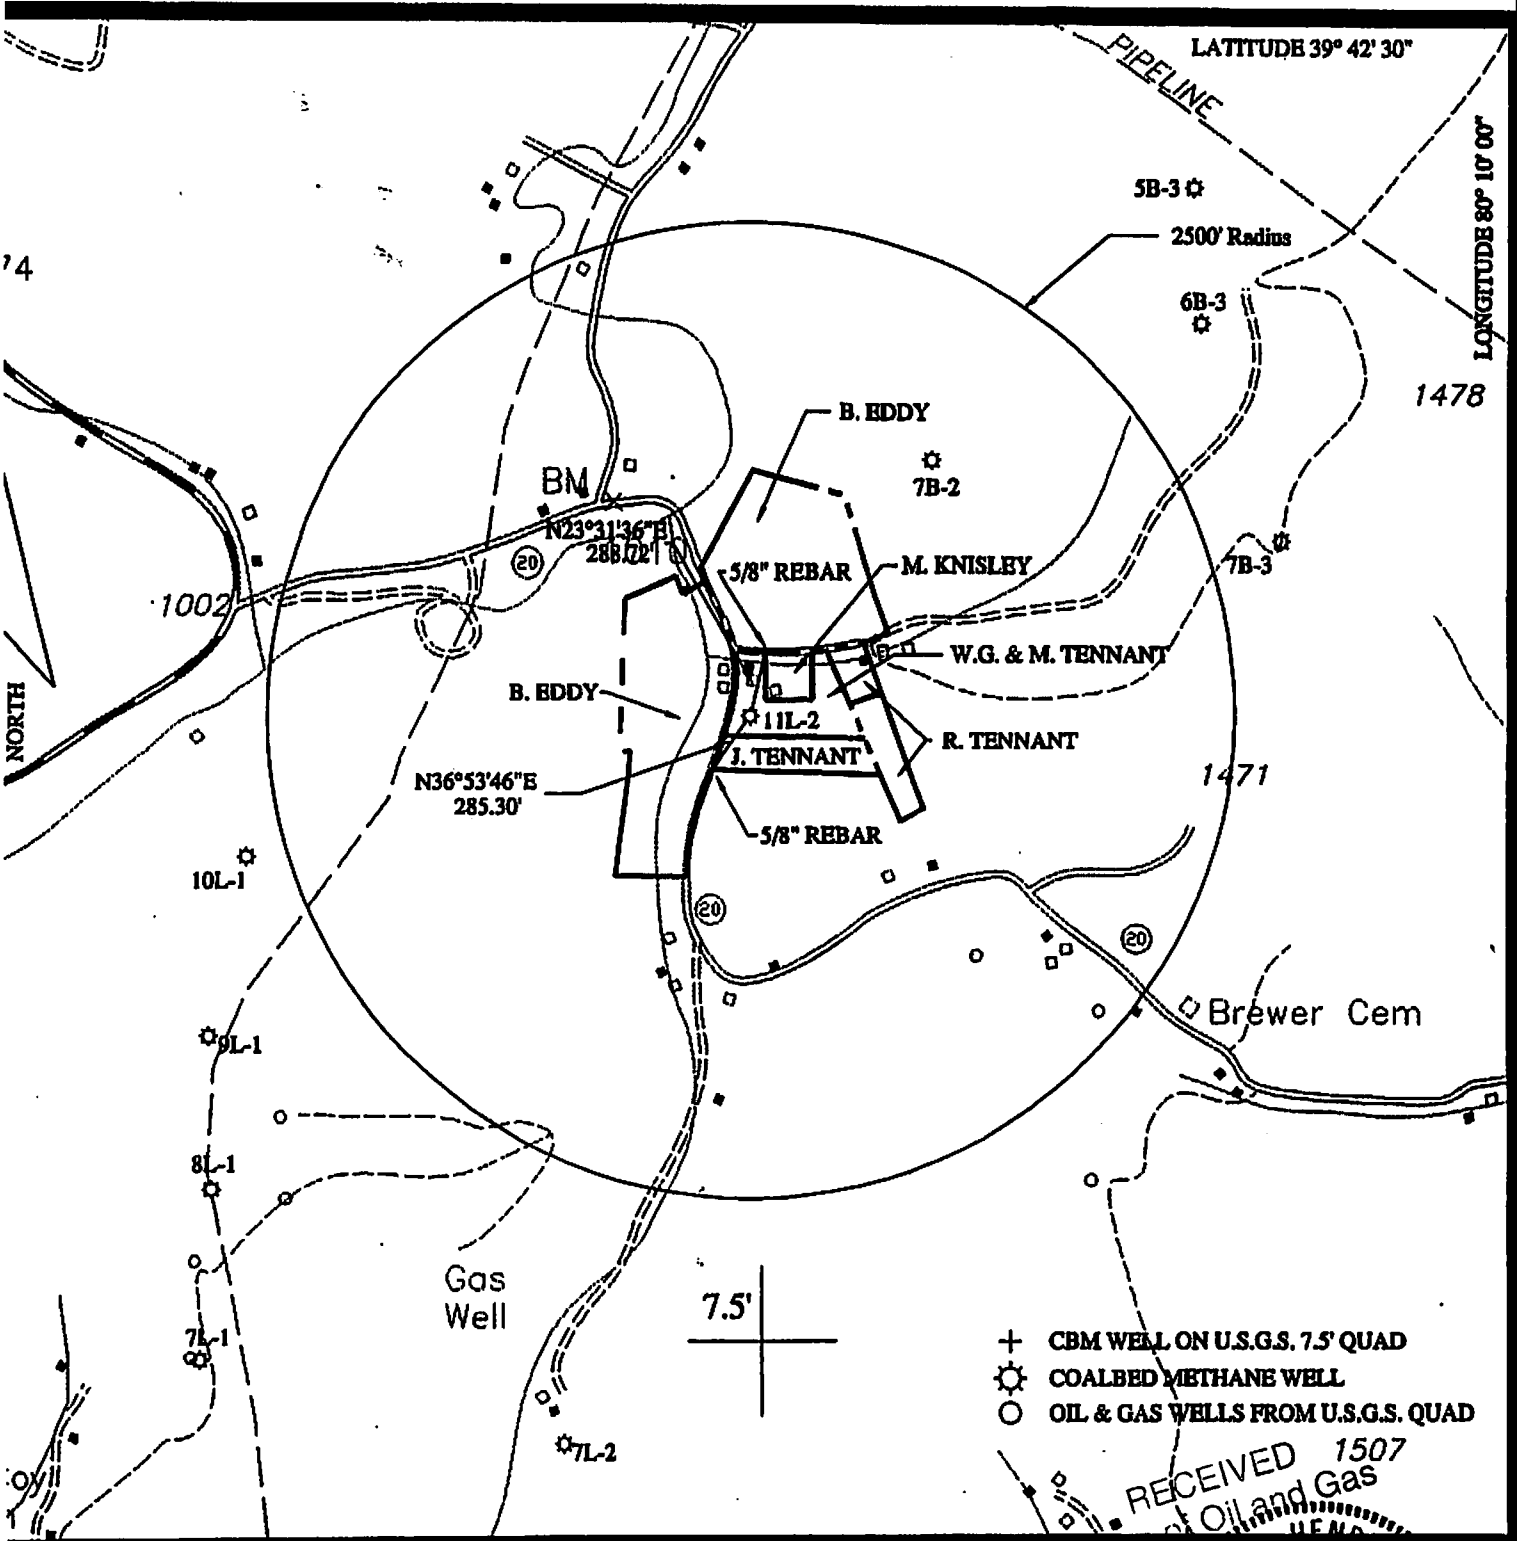 LATITUDE 39° 42' 30"
PIPELINE
LONGITUDE 80° 10' 00"
5B-3
2500' Radius
6B-3
1478
B. EDDY
7B-2
BM
N23°31'36"E
288.72'
20
5/8" REBAR
M. KNISLEY
7B-3
1002
W.G. & M. TENNANT
NORTH
B. EDDY
11L-2
J. TENNANT
R. TENNANT
1471
N36°53'46"E
285.30'
5/8" REBAR
10L-1
20
20
Brewer Cem
9L-1
8L-1
Gas
Well
7.5'
7L-1
CBM WELL ON U.S.G.S. 7.5' QUAD
COALBED METHANE WELL
OIL & GAS WELLS FROM U.S.G.S. QUAD
7L-2
1507
RECEIVED
Oil and Gas